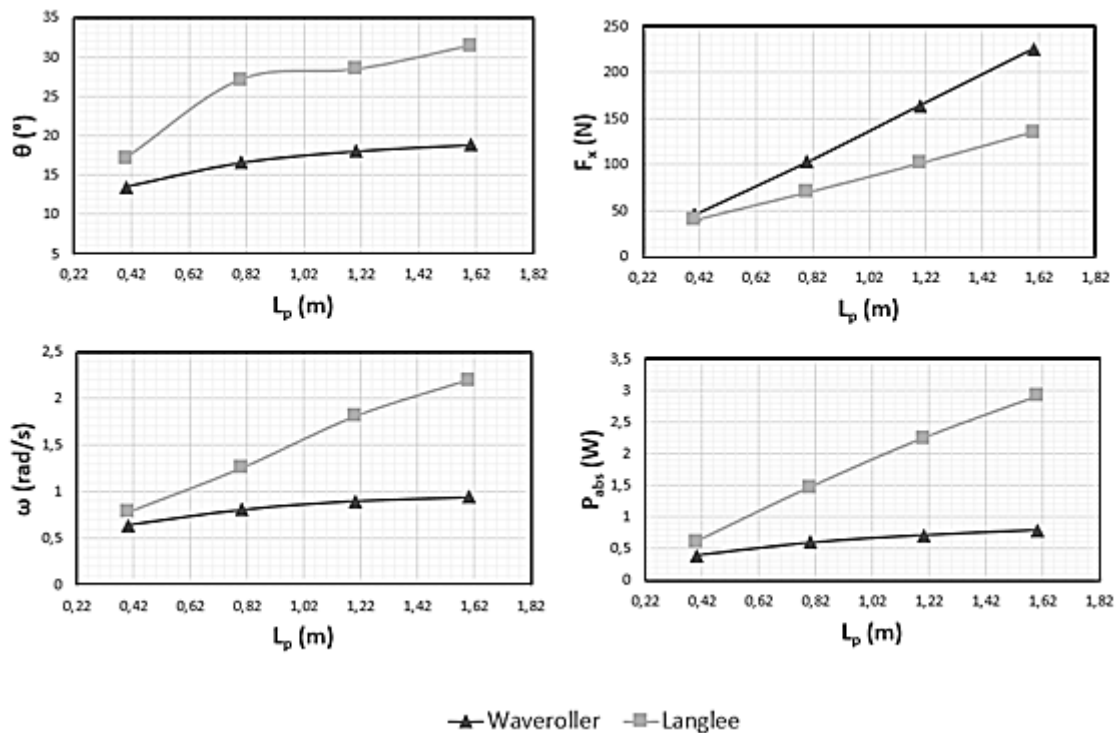 35
30
25
20
15
10
5
θ (°)
0,22 0,42 0,62 0,82 1,02 1,22 1,42 1,62 1,82
Lp (m)
250
200
150
100
50
0
Fx (N)
0,22 0,42 0,62 0,82 1,02 1,22 1,42 1,62 1,82
Lp (m)
2,5
2
1,5
1
0,5
0
ω (rad/s)
0,22 0,42 0,62 0,82 1,02 1,22 1,42 1,62 1,82
Lp (m)
3,5
3
2,5
2
1,5
1
0,5
0
Pabs (W)
0,22 0,42 0,62 0,82 1,02 1,22 1,42 1,62 1,82
Lp (m)
Waveroller Langlee